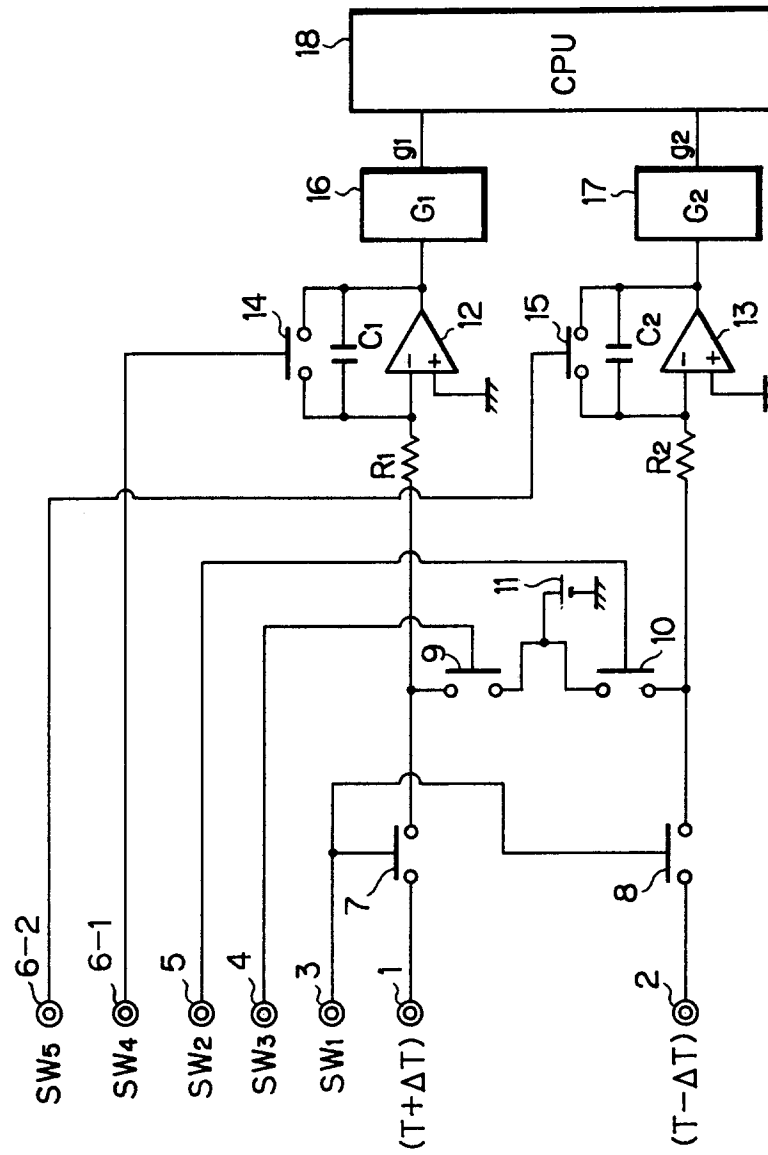 SW5 6-2
SW4 6-1
SW2 5
SW3 4
SW1 3
(T+ΔT) 1
(T-ΔT) 2
7
8
9
10
11
R1
R2
14
C1
- +
12
15
C2
- +
13
16
G1
g1
17
G2
g2
18
CPU